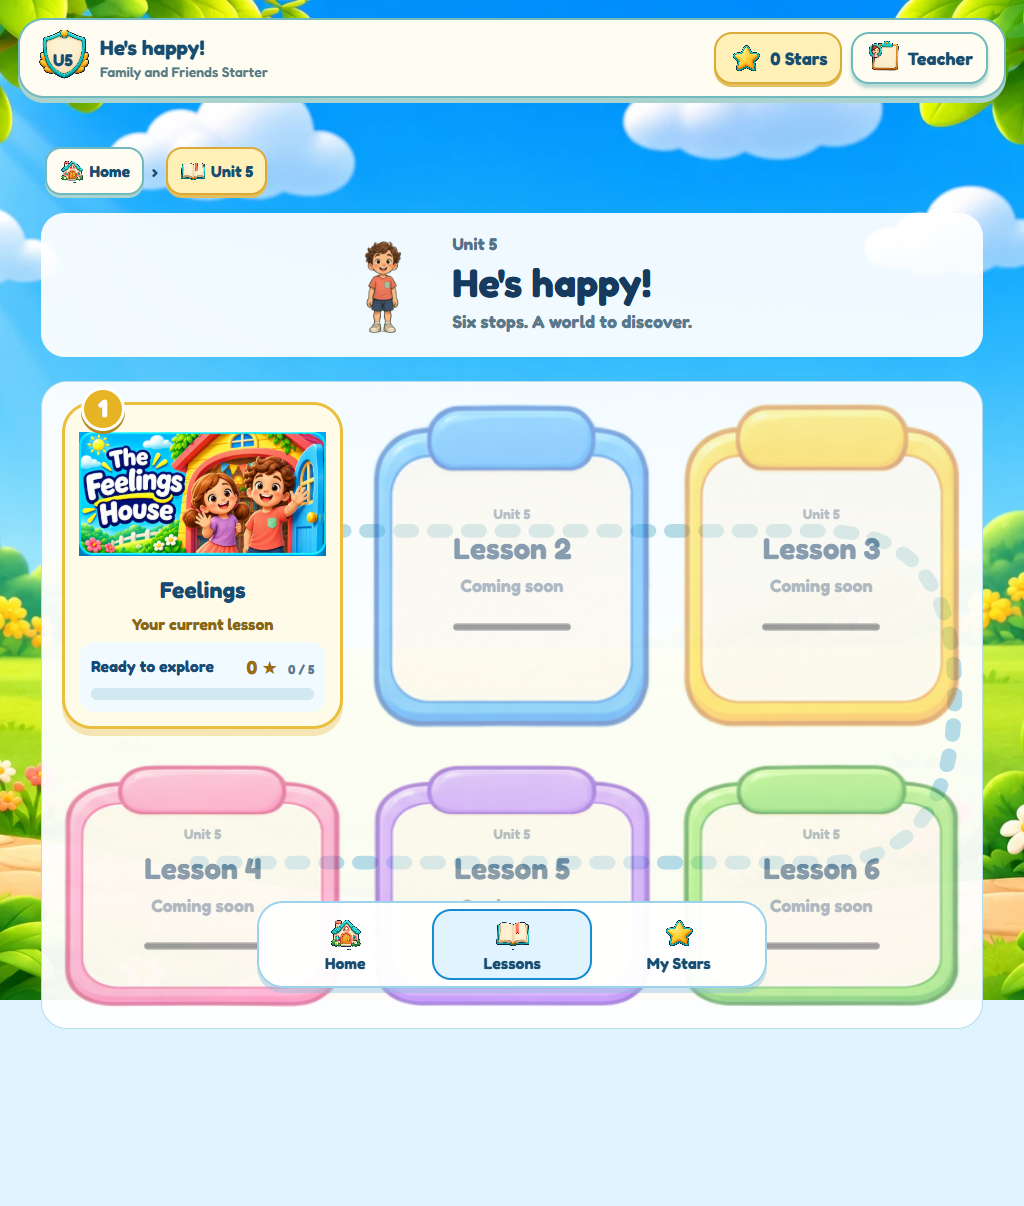 U5
He's happy!
Family and Friends Starter
0 Stars
Teacher
Home
›
Unit 5
Unit 5
He's happy!
Six stops. A world to discover.
1
The
Feelings
House
Feelings
Your current lesson
Ready to explore
0 ★ 0 / 5
Unit 5
Lesson 2
Coming soon
Unit 5
Lesson 3
Coming soon
Unit 5
Lesson 4
Coming soon
Unit 5
Lesson 5
Unit 5
Lesson 6
Coming soon
Home
Lessons
My Stars